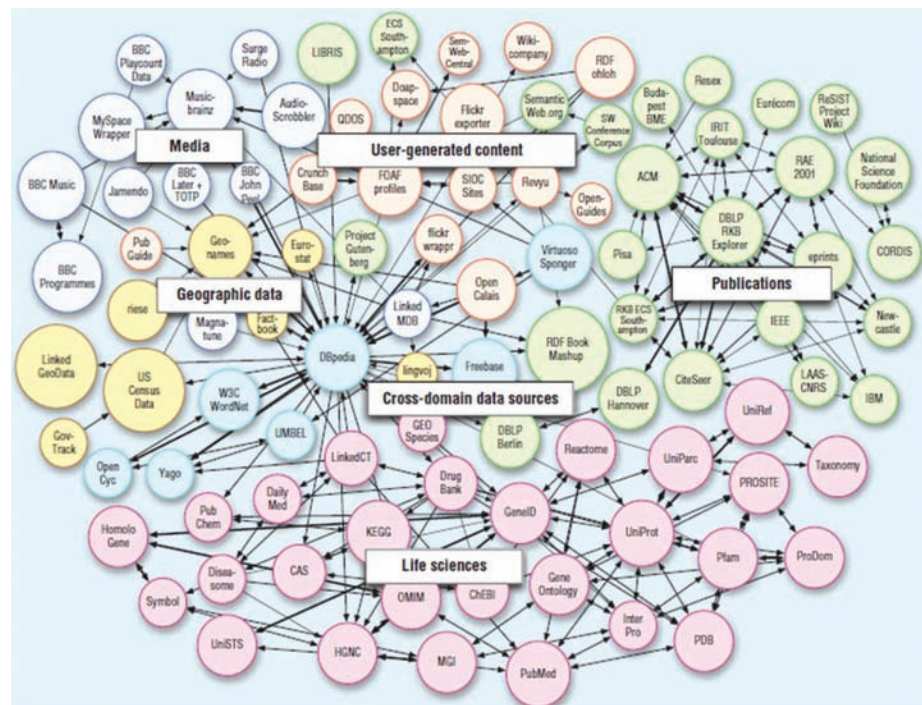 BBC
Playcount
Data
Surge
Radio
LIBRIS
ECS
South-
ampton
Sem-
Web-
Central
Wiki-
company
RDF
ohloh
Music-
brainz
Audio-
Scrobbler
MySpace
Wrapper
QDOS
Doap-
space
Flickr
exporter
Semantic
Web.org
Buda-
pest
BME
Resex
Eurécom
ReSIST
Project
Wiki
SW
Conference
Corpus
IRIT
Toulouse
RAE
2001
National
Science
Foundation
Media
User-generated content
BBC Music
Jamendo
BBC
Later +
TOTP
BBC
John
Crunch
Base
FOAF
profiles
SIOC
Sites
Revyu
Open-
Guides
ACM
DBLP
RKB
Explorer
Pub
Guide
Geo-
names
Euro-
stat
Project
Guten-
berg
flickr
wrappr
Virtuoso
Sponger
Pisa
eprints
CORDIS
BBC
Programmes
Geographic data
Publications
riese
Magna-
tune
Fact-
book
Linked
MDB
Open
Calais
RKB ECS
South-
ampton
IEEE
New-
castle
Linked
GeoData
US
Census
Data
DBpedia
lingvoj
Freebase
RDF Book
Mashup
CiteSeer
LAAS-
CNRS
IBM
W3C
WordNet
Cross-domain data sources
DBLP
Hannover
Gov-
Track
Open
Cyc
Yago
UMBEL
LinkedCT
GEO
Species
DBLP
Berlin
Reactome
UniRef
UniParc
Taxonomy
PROSITE
Drug
Bank
Daily
Med
Pub
Chem
Homolo
Gene
KEGG
GeneID
UniProt
Pfam
ProDom
Life sciences
Symbol
Disea-
some
CAS
OMIM
ChEBI
Gene
Ontology
Inter
Pro
PDB
UniSTS
HGNC
MGI
PubMed